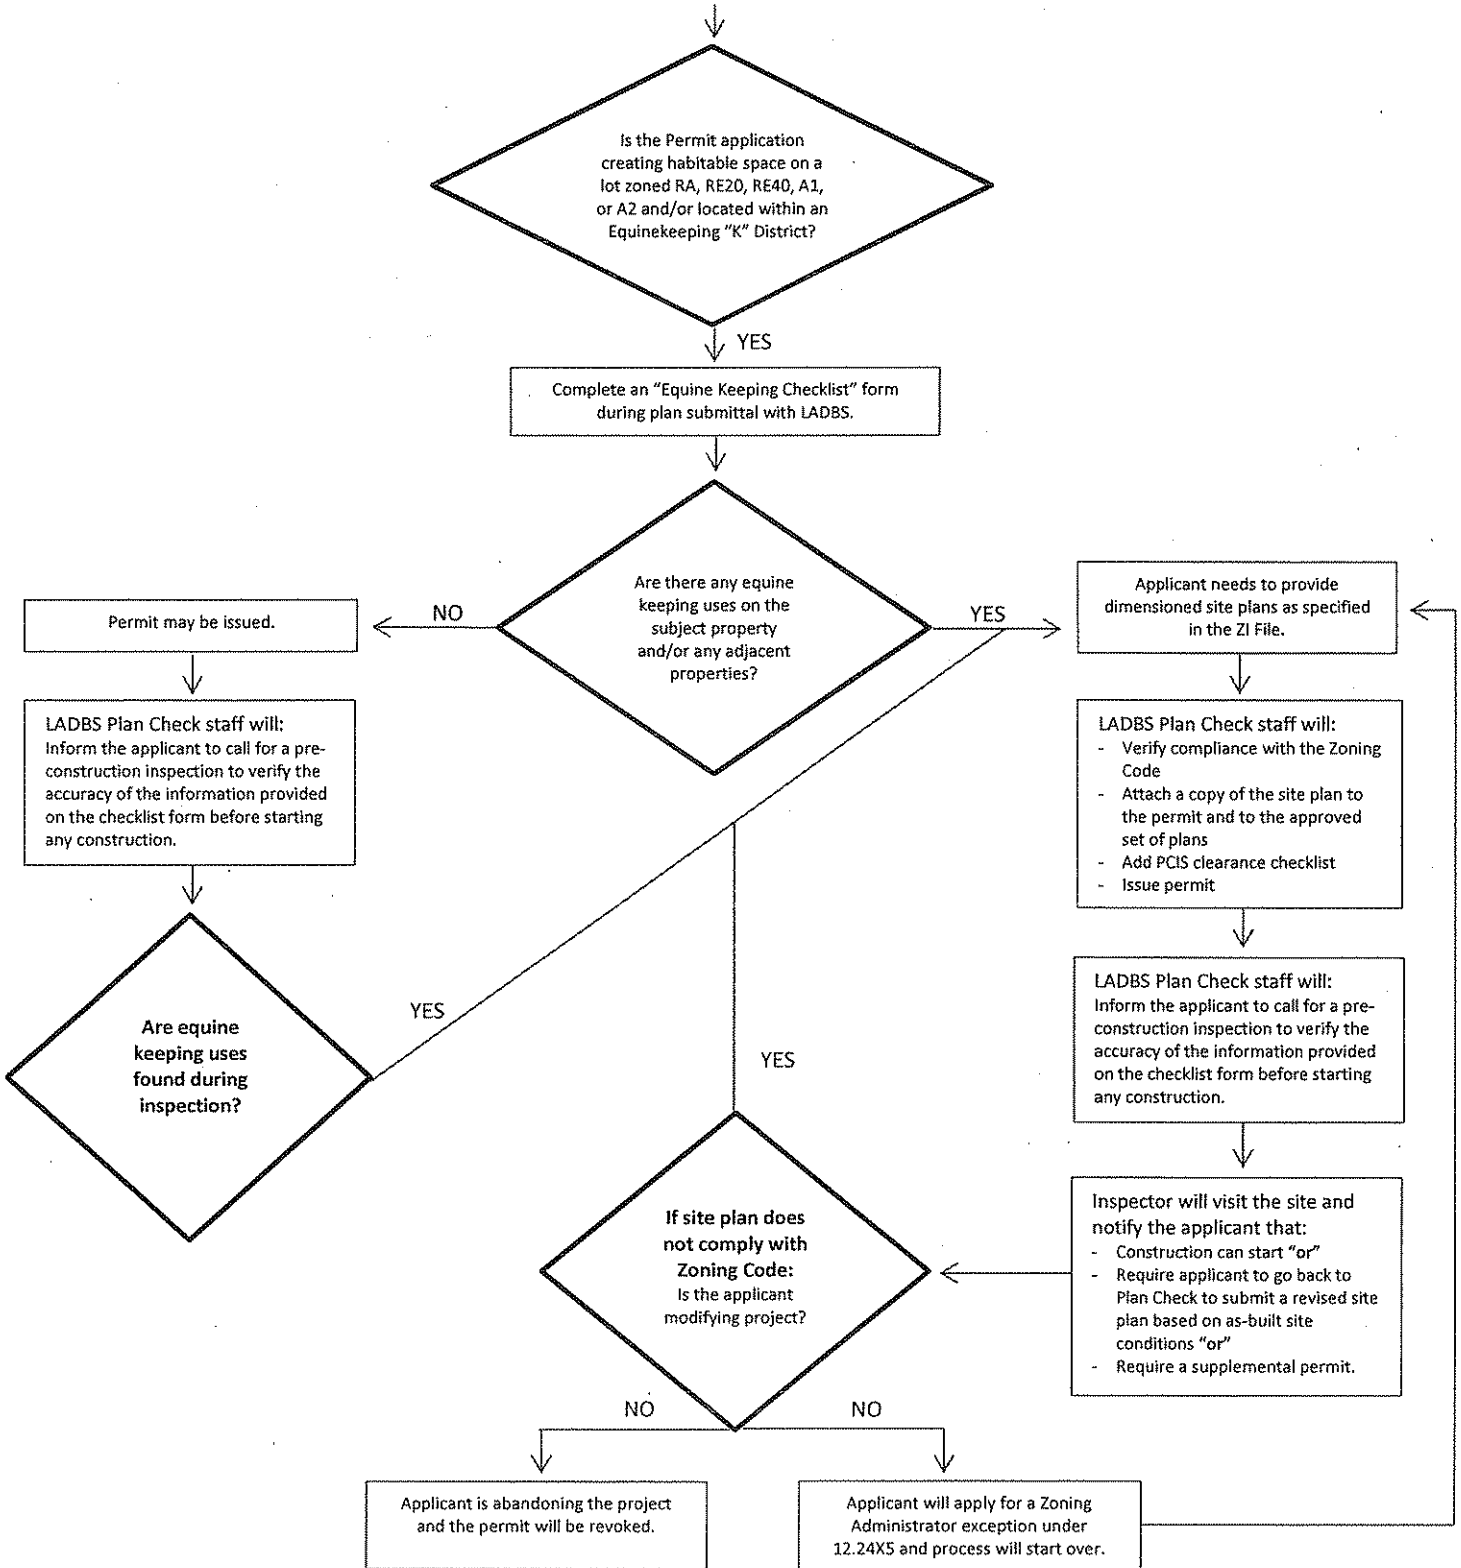 Is the Permit application
creating habitable space on a
lot zoned RA, RE20, RE40, A1,
or A2 and/or located within an
Equinekeeping "K" District?
YES
Complete an "Equine Keeping Checklist" form
during plan submittal with LADBS.
Are there any equine
keeping uses on the
subject property
and/or any adjacent
properties?
NO
YES
Permit may be issued.
LADBS Plan Check staff will:
Inform the applicant to call for a pre-
construction inspection to verify the
accuracy of the information provided
on the checklist form before starting
any construction.
Are equine
keeping uses
found during
inspection?
YES
Applicant needs to provide
dimensioned site plans as specified
in the ZI File.
LADBS Plan Check staff will:
- Verify compliance with the Zoning
Code
- Attach a copy of the site plan to
the permit and to the approved
set of plans
- Add PCIS clearance checklist
- Issue permit
LADBS Plan Check staff will:
Inform the applicant to call for a pre-
construction inspection to verify the
accuracy of the information provided
on the checklist form before starting
any construction.
Inspector will visit the site and
notify the applicant that:
- Construction can start "or"
- Require applicant to go back to
Plan Check to submit a revised site
plan based on as-built site
conditions "or"
- Require a supplemental permit.
YES
If site plan does
not comply with
Zoning Code:
Is the applicant
modifying project?
NO
NO
Applicant is abandoning the project
and the permit will be revoked.
Applicant will apply for a Zoning
Administrator exception under
12.24X5 and process will start over.